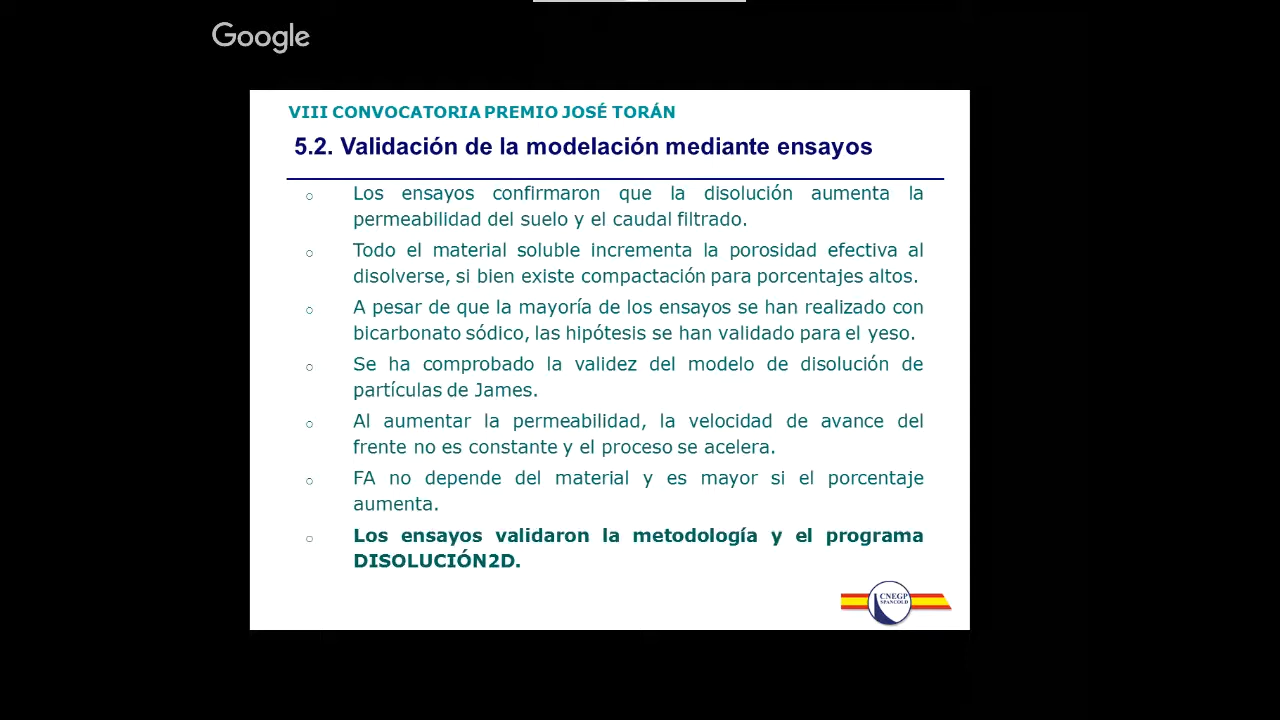 Google
VIII CONVOCATORIA PREMIO JOSÉ TORÁN
5.2. Validación de la modelación mediante ensayos
○ Los ensayos confirmaron que la disolución aumenta la
permeabilidad del suelo y el caudal filtrado.
○ Todo el material soluble incrementa la porosidad efectiva al
disolverse, si bien existe compactación para porcentajes altos.
○ A pesar de que la mayoría de los ensayos se han realizado con
bicarbonato sódico, las hipótesis se han validado para el yeso.
○ Se ha comprobado la validez del modelo de disolución de
partículas de James.
○ Al aumentar la permeabilidad, la velocidad de avance del
frente no es constante y el proceso se acelera.
○ FA no depende del material y es mayor si el porcentaje
aumenta.
○ Los ensayos validaron la metodología y el programa
DISOLUCIÓN2D.
CNEGP
SPANCOLD